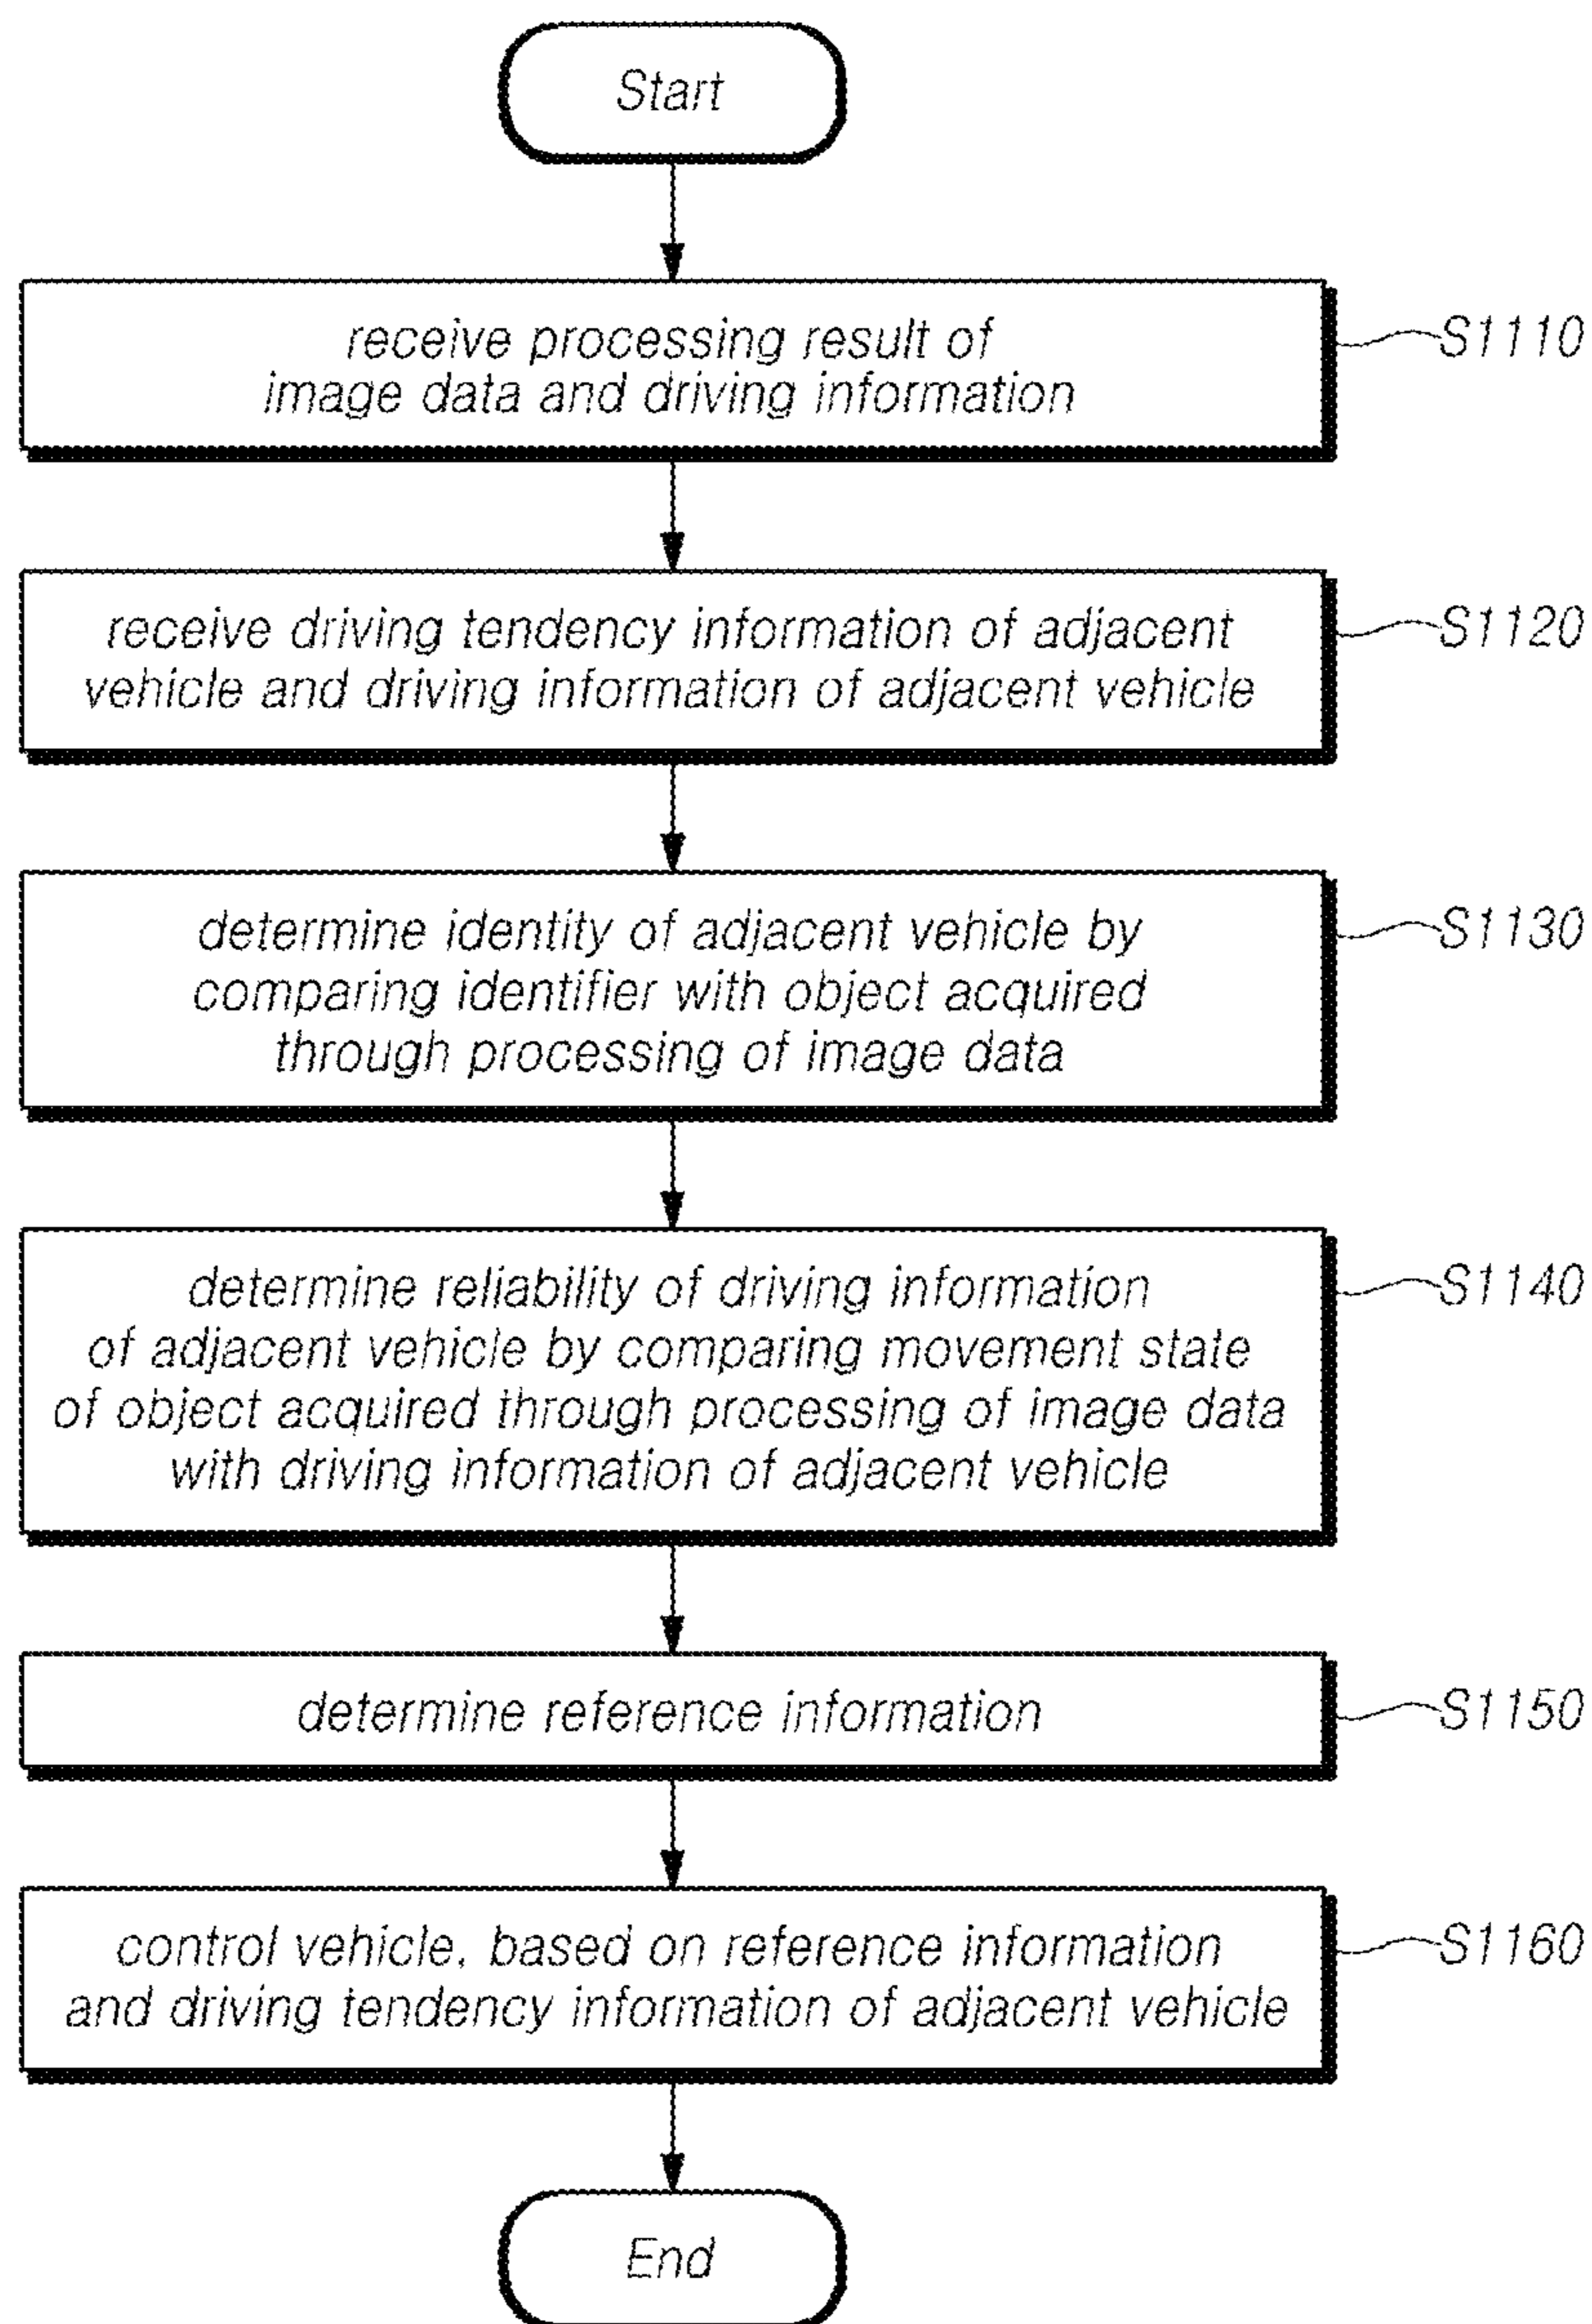 Start
receive processing result of
image data and driving information
S1110
receive driving tendency information of adjacent
vehicle and driving information of adjacent vehicle
S1120
determine identity of adjacent vehicle by
comparing identifier with object acquired
through processing of image data
S1130
determine reliability of driving information
of adjacent vehicle by comparing movement state
of object acquired through processing of image data
with driving information of adjacent vehicle
S1140
determine reference information
S1150
control vehicle, based on reference information
and driving tendency information of adjacent vehicle
S1160
End